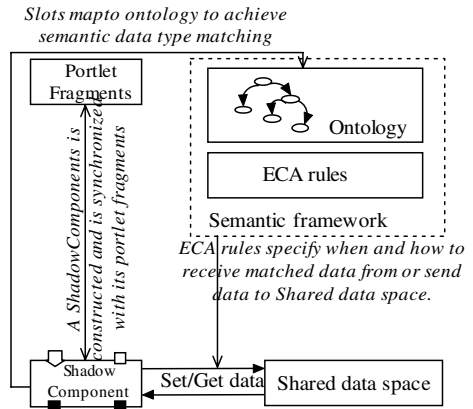 Slots mapto ontology to achieve
semantic data type matching
Portlet
Fragments
Ontology
ECA rules
Semantic framework
A ShadowComponents is
constructed and is synchronized
with its portlet fragments
ECA rules specify when and how to
receive matched data from or send
data to Shared data space.
Shadow
Component
Set/Get data
Shared data space